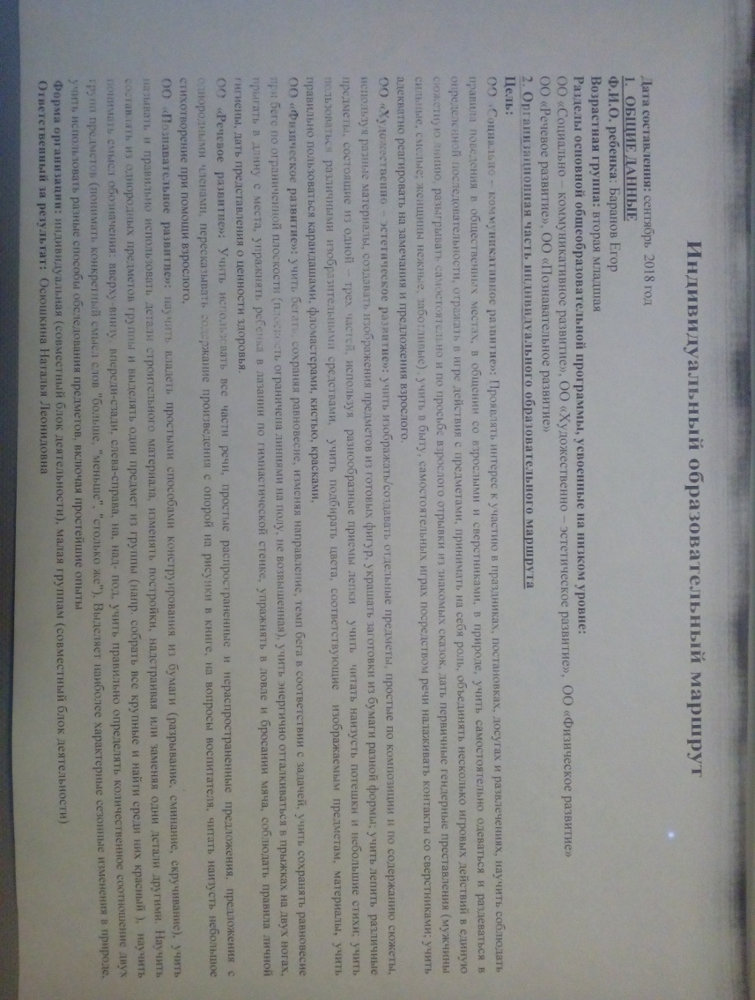 Индивидуальный образовательный маршрут
Дата составления: сентябрь 2018 год
1. ОБЩИЕ ДАННЫЕ
Ф.И.О. ребенка: Баранов Егор
Возрастная группа: вторая младшая
Разделы основной общеобразовательной программы, усвоенные на низком уровне:
ОО «Социально – коммуникативное развитие», ОО «Художественно – эстетическое развитие», ОО «Физическое развитие»
ОО «Речевое развитие», ОО «Познавательное развитие»
2. Организационная часть индивидуального образовательного маршрута
Цель:
ОО «Социально – коммуникативное развитие»: Проявлять интерес к участию в праздниках, постановках, досугах и развлечениях, научить соблюдать
правила поведения в общественных местах, в общении со взрослыми и сверстниками, в природе, учить самостоятельно одеваться и раздеваться в
определенной последовательности, отражать в игре действия с предметами, принимать на себя роль, объединять несколько игровых действий в единую
сюжетную линию, разыгрывать самостоятельно и по просьбе взрослого отрывки из знакомых сказок, дать первичные гендерные преставления (мужчины
сильные, смелые; женщины нежные, заботливые) учить в быту, самостоятельных играх посредством речи налаживать контакты со сверстниками; учить
адекватно реагировать на замечания и предложения взрослого.
ОО «Художественно – эстетическое развитие»: учить изображать/создавать отдельные предметы, простые по композиции и по содержанию сюжеты,
используя разные материалы, создавать изображения предметов из готовых фигур, украшать заготовки из бумаги разной формы; учить лепить различные
предметы, состоящие из одной – трех частей, используя разнообразные приемы лепки учить читать наизусть потешки и небольшие стихи; учить
пользоваться различными изобразительными средствами, учить подбирать цвета, соответствующие изображаемым предметам, материалы, учить
правильно пользоваться карандашами, фломастерами, кистью, красками.
ОО «Физическое развитие»: учить бегать, сохраняя равновесие, изменяя направление, темп бега в соответствии с задачей, учить сохранять равновесие
при беге по ограниченной плоскости (плоскость ограничена линиями на полу, не возвышенная), учить энергично отталкиваться в прыжках на двух ногах,
прыгать в длину с места, упражнять ребенка в лазании по гимнастической стенке, упражнять в ловле и бросании мяча, соблюдать правила личной
гигиены, дать представления о ценности здоровья.
ОО «Речевое развитие»: Учить использовать все части речи, простые распространенные и нераспространенные предложения, предложения с
однородными членами, пересказывать содержание произведения с опорой на рисунки в книге, на вопросы воспитателя, читать наизусть небольшое
стихотворение при помощи взрослого.
ОО «Познавательное развитие»: научить владеть простыми способами конструирования из бумаги (разрывание, сминание, скручивание), учить
называть и правильно использовать детали строительного материала, изменять постройки, надстраивая или заменяя одни детали другими. Научить
составлять из однородных предметов группы и выделять один предмет из группы (напр. собрать все крупные и найти среди них красный ), научить
понимать смысл обозначения: вверху-внизу, впереди-сзади, слева-справа, на, над- под, учить правильно определять количественное соотношение двух
групп предметов (понимать конкретный смысл слов "больше, "меньше", "столько же"), Выделяет наиболее характерные сезонные изменения в природе,
учить использовать разные способы обследования предметов, включая простейшие опыты
Форма организации: индивидуальная (совместный блок деятельности), малая группам (совместный блок деятельности)
Ответственный за результат: Осюшкина Наталья Леонидовна